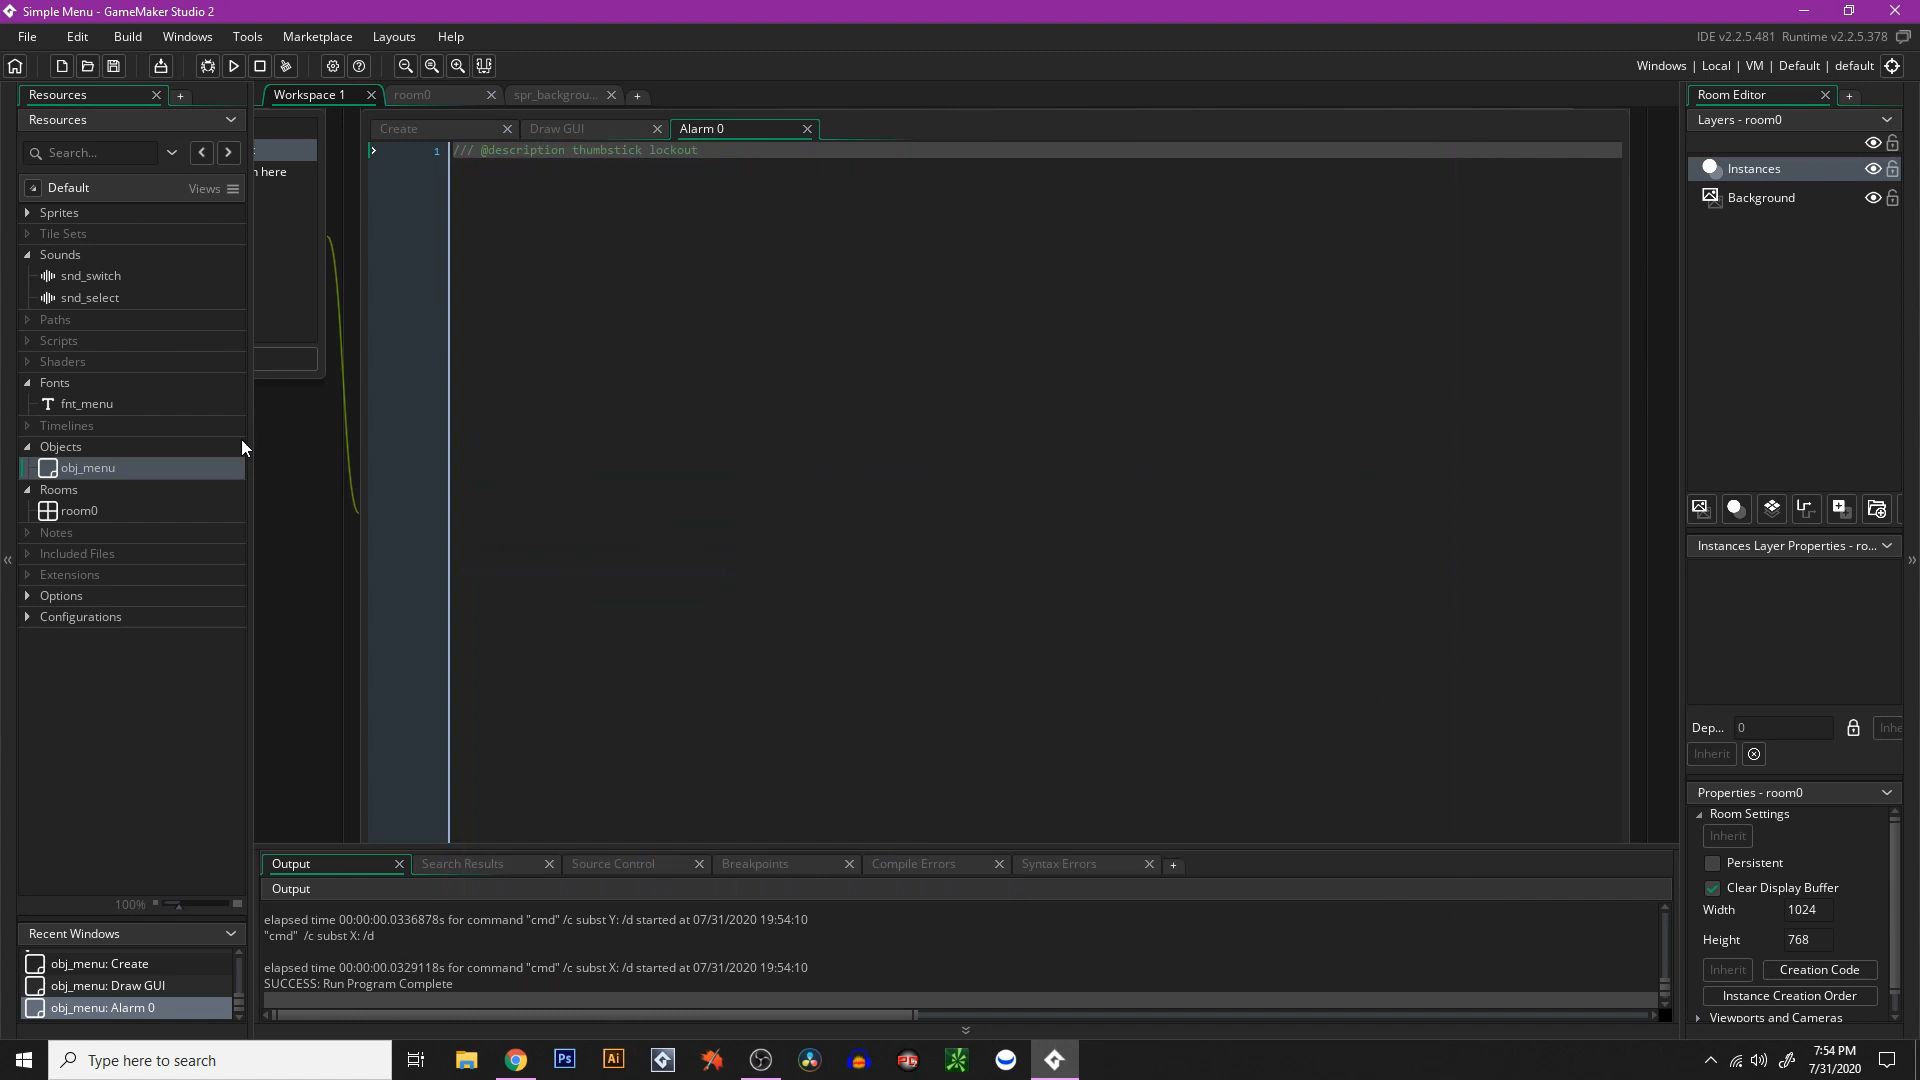 Simple Menu - GameMaker Studio 2
File Edit Build Windows Tools Marketplace Layouts Help
IDE v2.2.5.481 Runtime v2.2.5.378
Windows | Local | VM | Default | default
Resources
Workspace 1
room0
spr_backgrou...
Room Editor
Resources
Layers - room0
Create
Draw GUI
Alarm 0
Search...
1 /// @description thumbstick lockout
n here
Instances
Background
Default
Views
Sprites
Tile Sets
Sounds
snd_switch
snd_select
Paths
Scripts
Shaders
Fonts
fnt_menu
Timelines
Objects
obj_menu
Rooms
room0
Notes
Included Files
Extensions
Options
Configurations
Instances Layer Properties - ro...
Dep... 0
Inhe
Inherit
Properties - room0
Room Settings
Inherit
Persistent
Clear Display Buffer
Width 1024
Height 768
Inherit
Creation Code
Instance Creation Order
Viewports and Cameras
100%
Recent Windows
obj_menu: Create
obj_menu: Draw GUI
obj_menu: Alarm 0
Output
Search Results
Source Control
Breakpoints
Compile Errors
Syntax Errors
Output
elapsed time 00:00:00.0336878s for command "cmd" /c subst Y: /d started at 07/31/2020 19:54:10
"cmd" /c subst X: /d
elapsed time 00:00:00.0329118s for command "cmd" /c subst X: /d started at 07/31/2020 19:54:10
SUCCESS: Run Program Complete
Type here to search
Ps
Ai
7:54 PM
7/31/2020